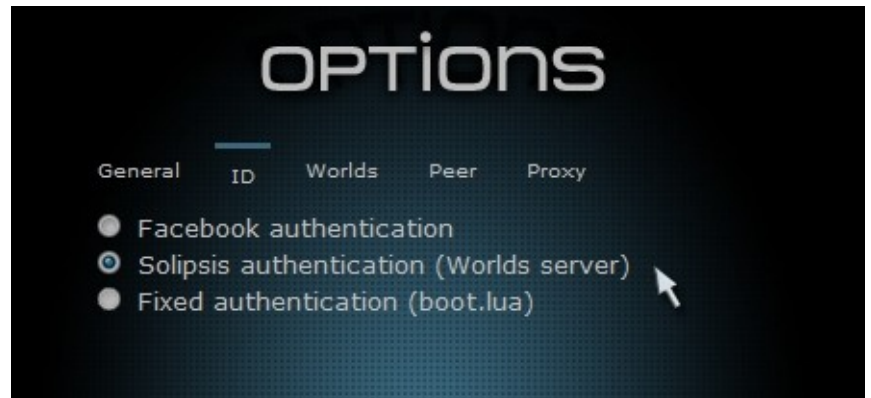 OPTiONS
General ID Worlds Peer Proxy
Facebook authentication
Solipsis authentication (Worlds server)
Fixed authentication (boot.lua)